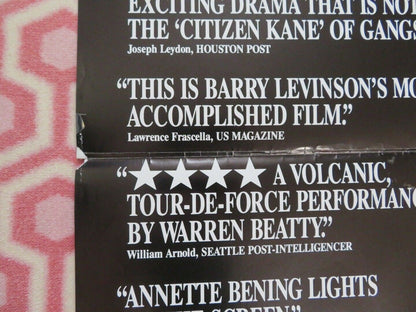 EXCITING DRAMA THAT IS NOT
THE 'CITIZEN KANE' OF GANGS
Joseph Leydon, HOUSTON POST
“THIS IS BARRY LEVINSON’S MO
ACCOMPLISHED FILM.”
Lawrence Frascella, US MAGAZINE
“★★★★ A VOLCANIC,
TOUR-DE-FORCE PERFORMANC
BY WARREN BEATTY.”
William Arnold, SEATTLE POST-INTELLIGENCER
“ANNETTE BENING LIGHTS
SCREEN”